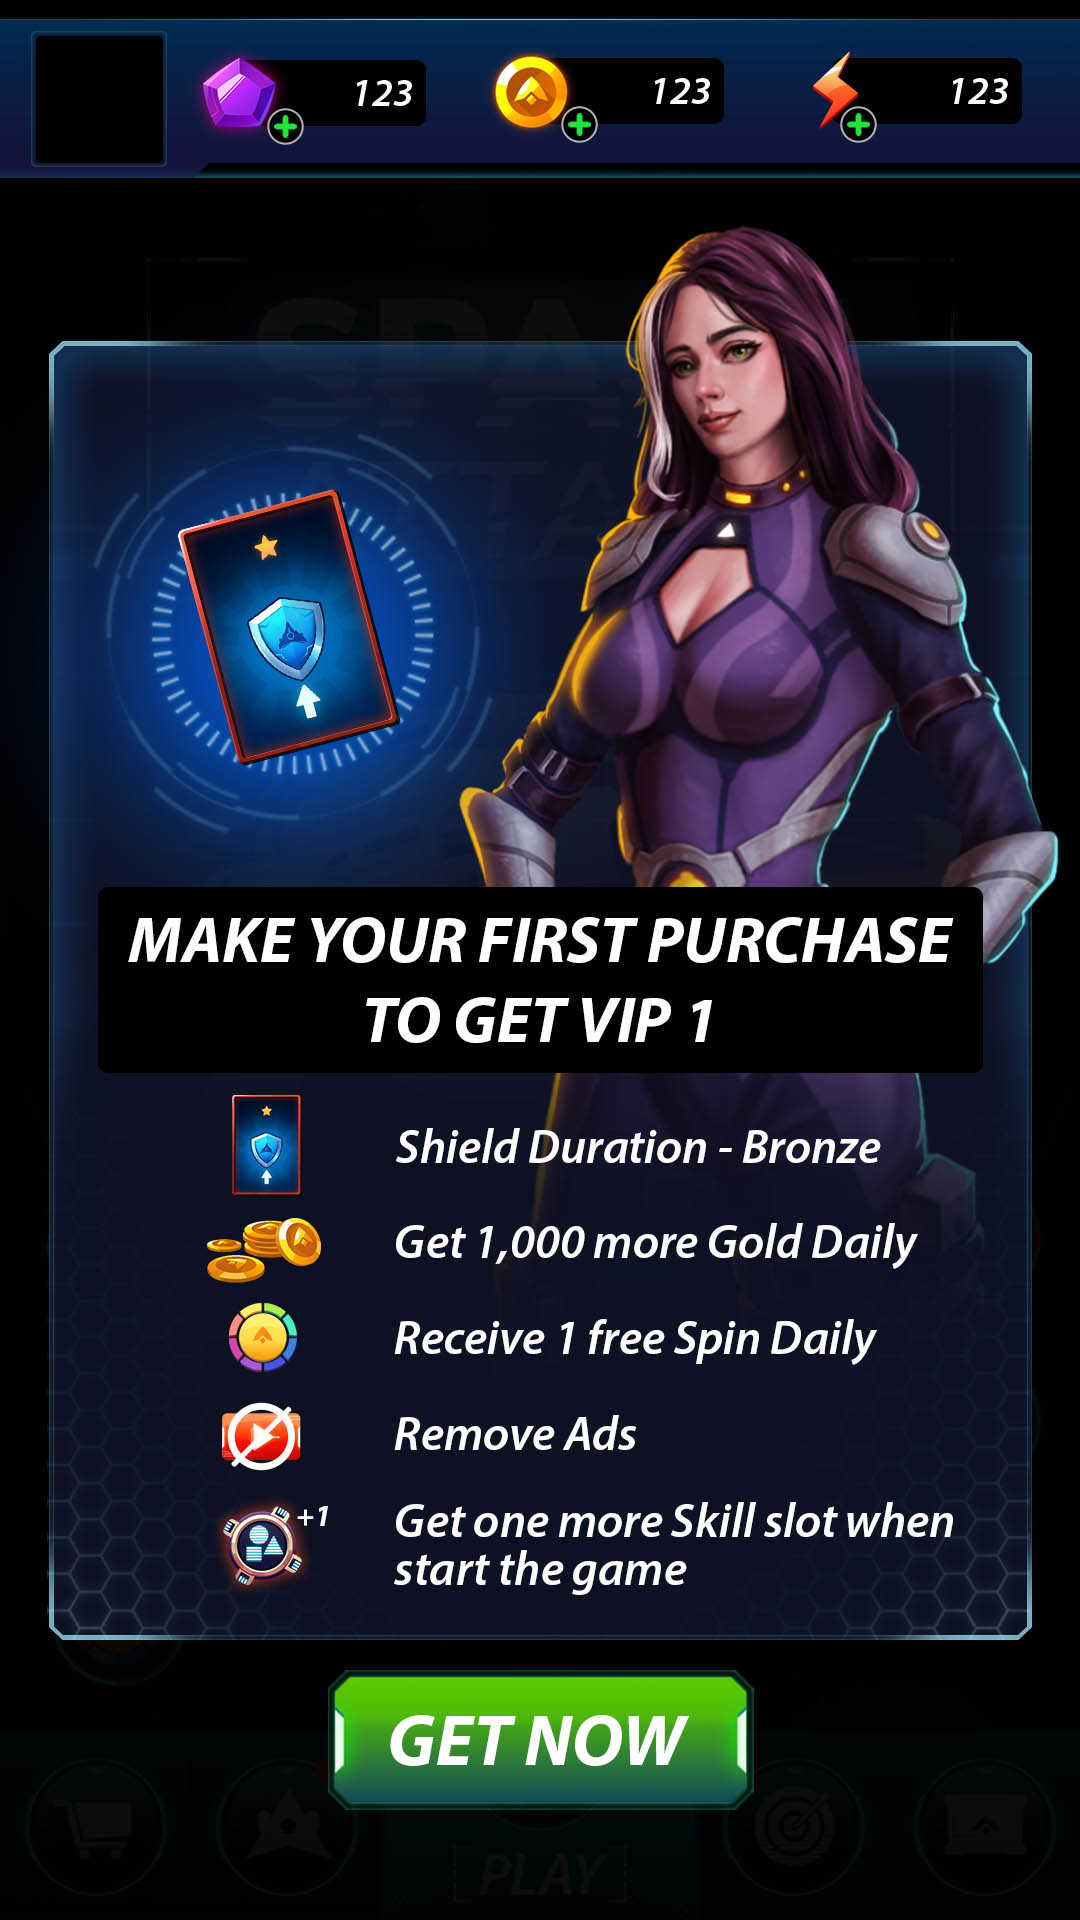 123 123 123
MAKE YOUR FIRST PURCHASE
TO GET VIP 1
Shield Duration - Bronze
Get 1,000 more Gold Daily
Receive 1 free Spin Daily
Remove Ads
+1
Get one more Skill slot when
start the game
GET NOW
PLAY